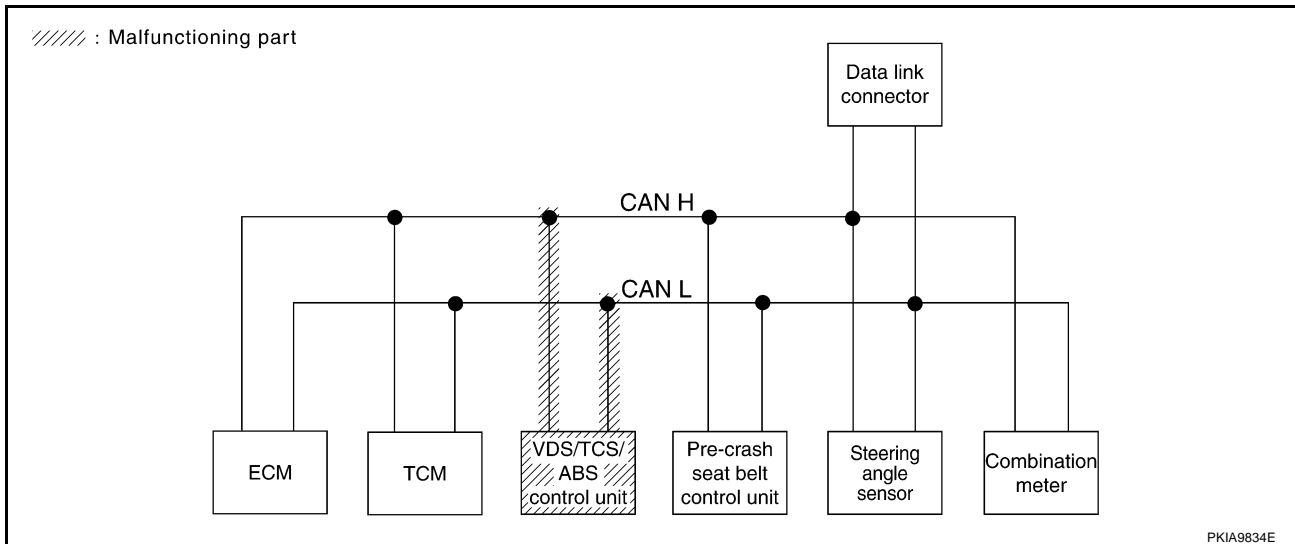 : Malfunctioning part
Data link
connector
CAN H
CAN L
ECM
TCM
VDS/TCS/
ABS
control unit
Pre-crash
seat belt
control unit
Steering
angle
sensor
Combination
meter
PKIA9834E